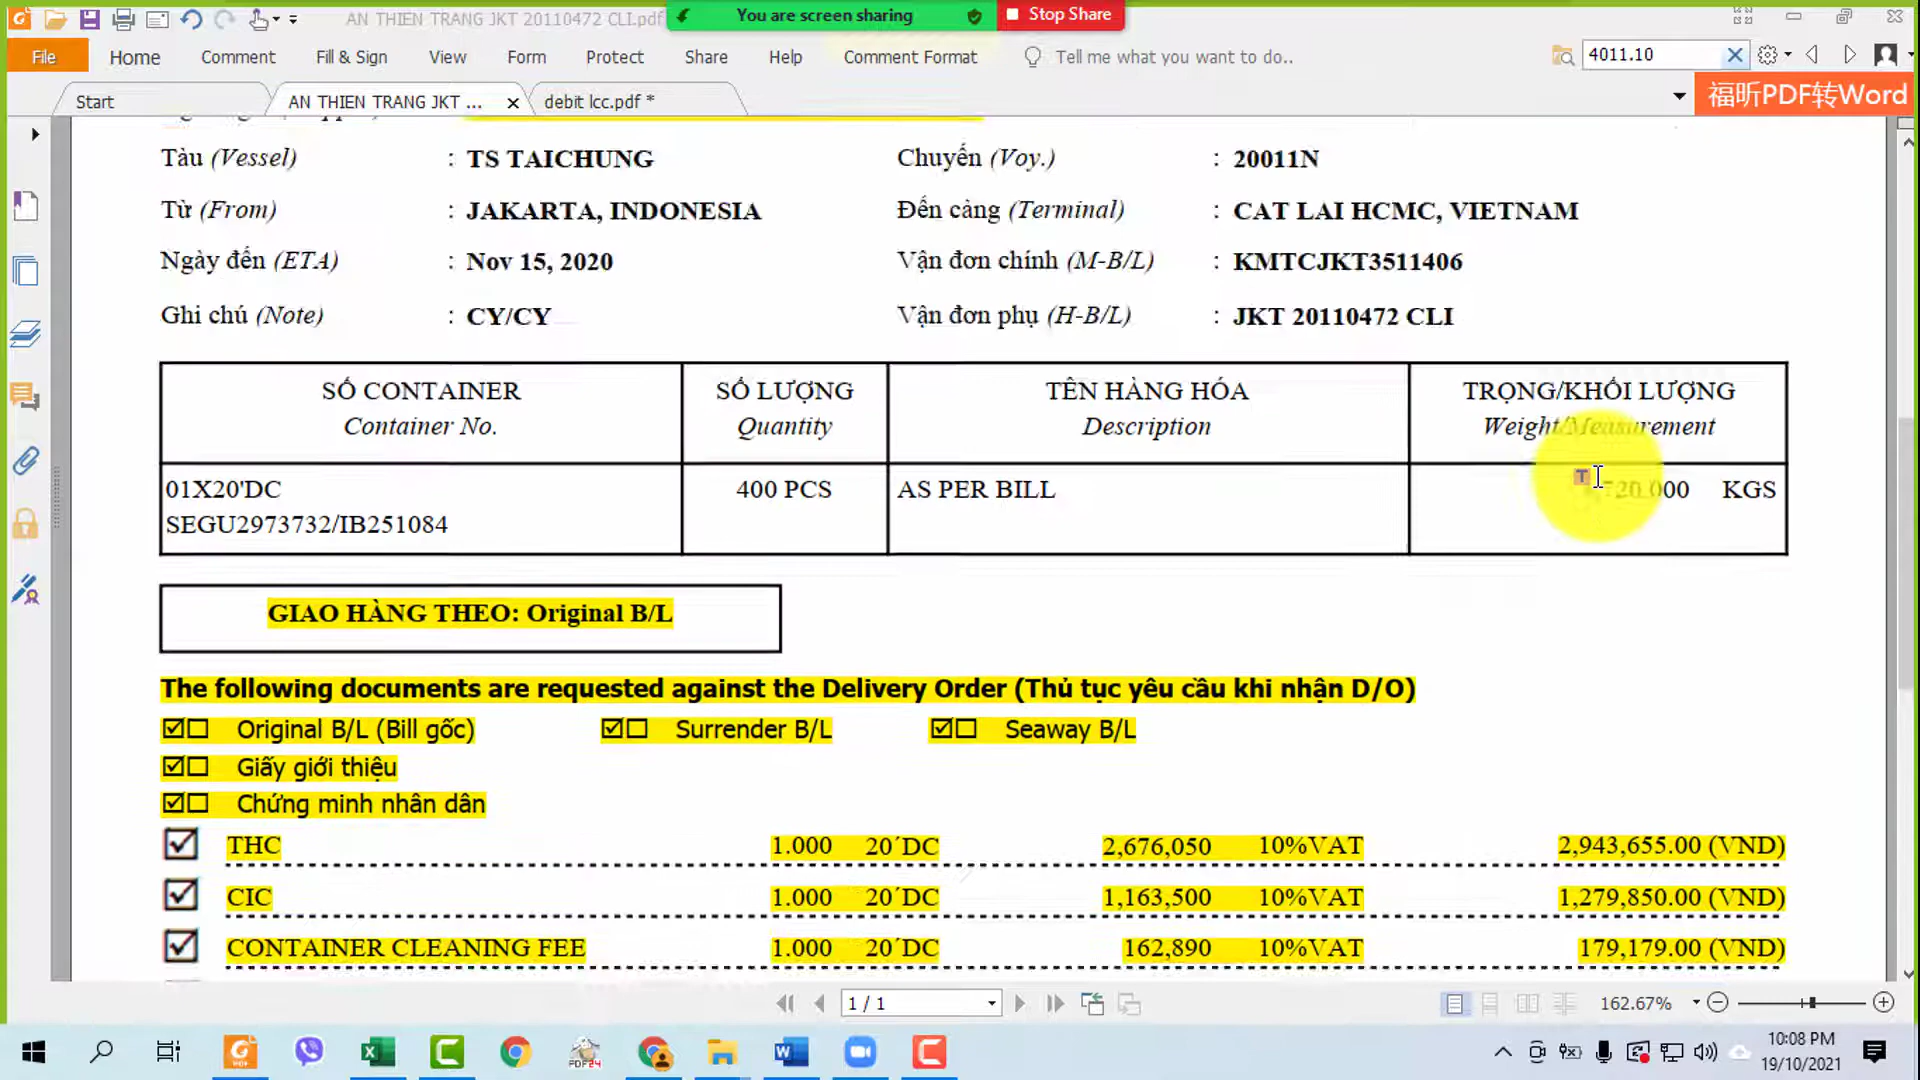 AN THIEN TRANG JKT 20110472 CLI.pdf
You are screen sharing
Stop Share
File
Home
Comment
Fill & Sign
View
Form
Protect
Share
Help
Comment Format
Tell me what you want to do..
4011.10
Start
AN THIEN TRANG JKT ...
debit lcc.pdf *
福昕PDF转Word
Tàu (Vessel) : TS TAICHUNG Chuyến (Voy.) : 20011N
Từ (From) : JAKARTA, INDONESIA Đến cảng (Terminal) : CAT LAI HCMC, VIETNAM
Ngày đến (ETA) : Nov 15, 2020 Vận đơn chính (M-B/L) : KMTCJKT3511406
Ghi chú (Note) : CY/CY Vận đơn phụ (H-B/L) : JKT 20110472 CLI
SỐ CONTAINER SỐ LƯỢNG TÊN HÀNG HÓA TRỌNG/KHỐI LƯỢNG
Container No. Quantity Description Weight/Measurement
01X20'DC 400 PCS AS PER BILL KGS
SEGU2973732/IB251084
GIAO HÀNG THEO: Original B/L
The following documents are requested against the Delivery Order (Thủ tục yêu cầu khi nhận D/O)
☑☐ Original B/L (Bill gốc) ☑☐ Surrender B/L ☑☐ Seaway B/L
☑☐ Giấy giới thiệu
☑☐ Chứng minh nhân dân
☑ THC 1.000 20´DC 2,676,050 10%VAT 2,943,655.00 (VND)
☑ CIC 1.000 20´DC 1,163,500 10%VAT 1,279,850.00 (VND)
☑ CONTAINER CLEANING FEE 1.000 20´DC 162,890 10%VAT 179,179.00 (VND)
1 / 1
162.67%
10:08 PM
19/10/2021